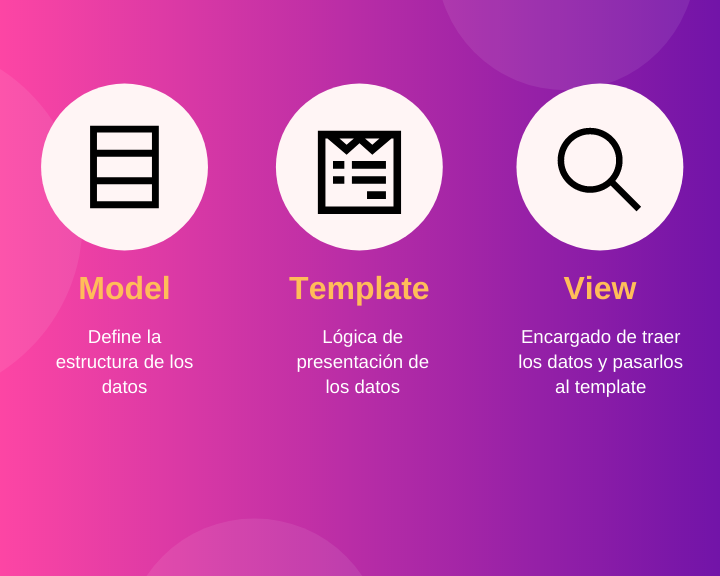 Model
Define la
estructura de los
datos
Template
Lógica de
presentación de
los datos
View
Encargado de traer
los datos y pasarlos
al template